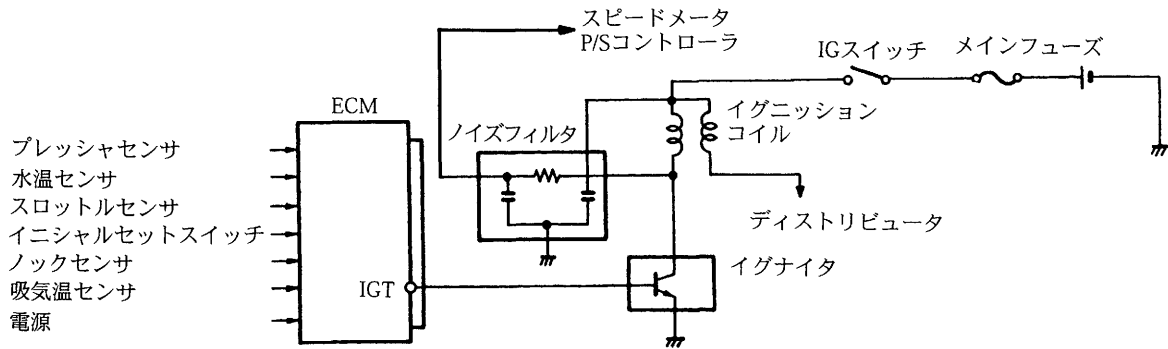 スピードメータ
P/Sコントローラ
IGスイッチ
メインフューズ
ECM
ノイズフィルタ
イグニッション
コイル
プレッシャセンサ
水温センサ
スロットルセンサ
イニシャルセットスイッチ
ノックセンサ
吸気温センサ
電源
IGT
ディストリビュータ
イグナイタ